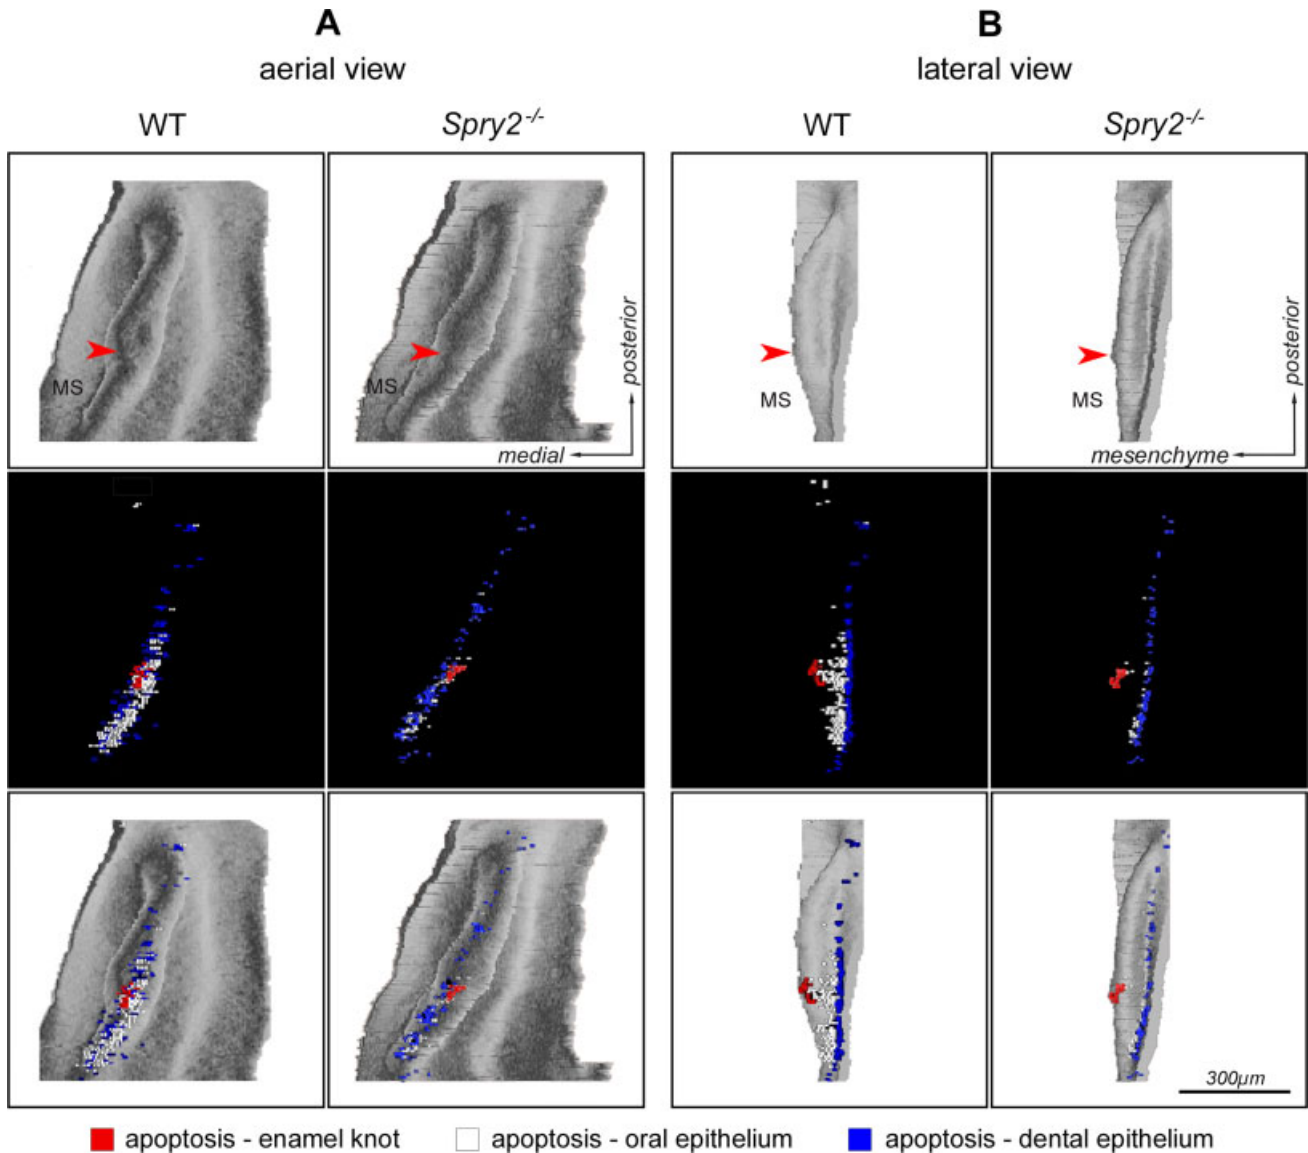 A
B
aerial view
lateral view
WT
Spry2-/-
WT
Spry2-/-
MS
MS
posterior
medial
MS
MS
posterior
mesenchyme
300µm
apoptosis - enamel knot
apoptosis - oral epithelium
apoptosis - dental epithelium